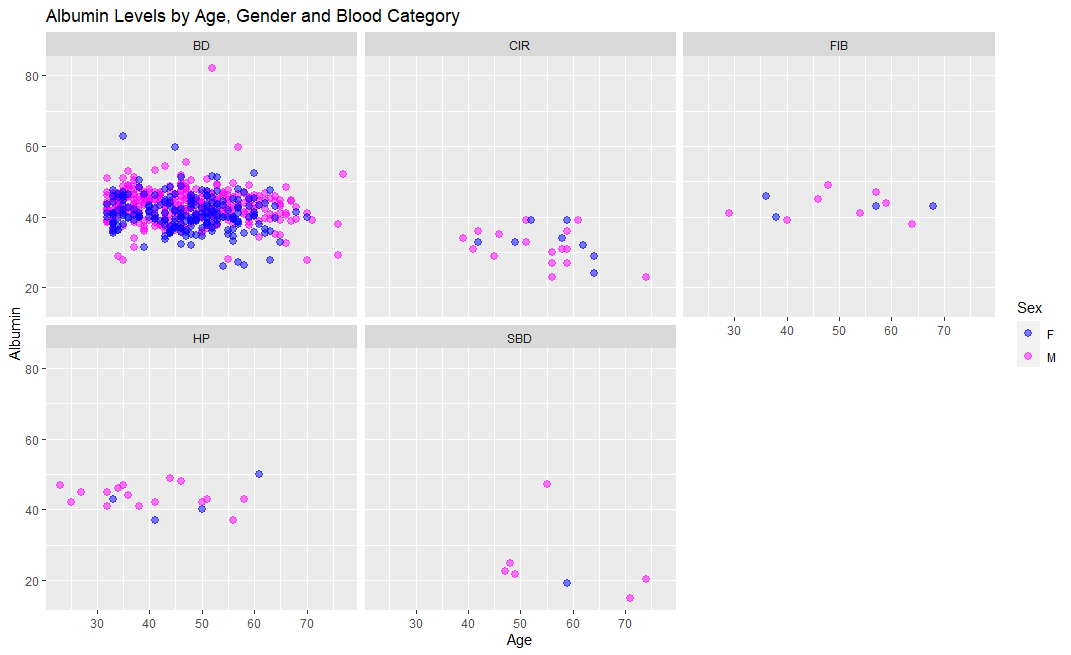 Albumin Levels by Age, Gender and Blood Category
BD
CIR
FIB
80
60
40
20
30 40 50 60 70
Albumin
Sex
F
M
HP
SBD
80
60
40
20
30 40 50 60 70
30 40 50 60 70
Age